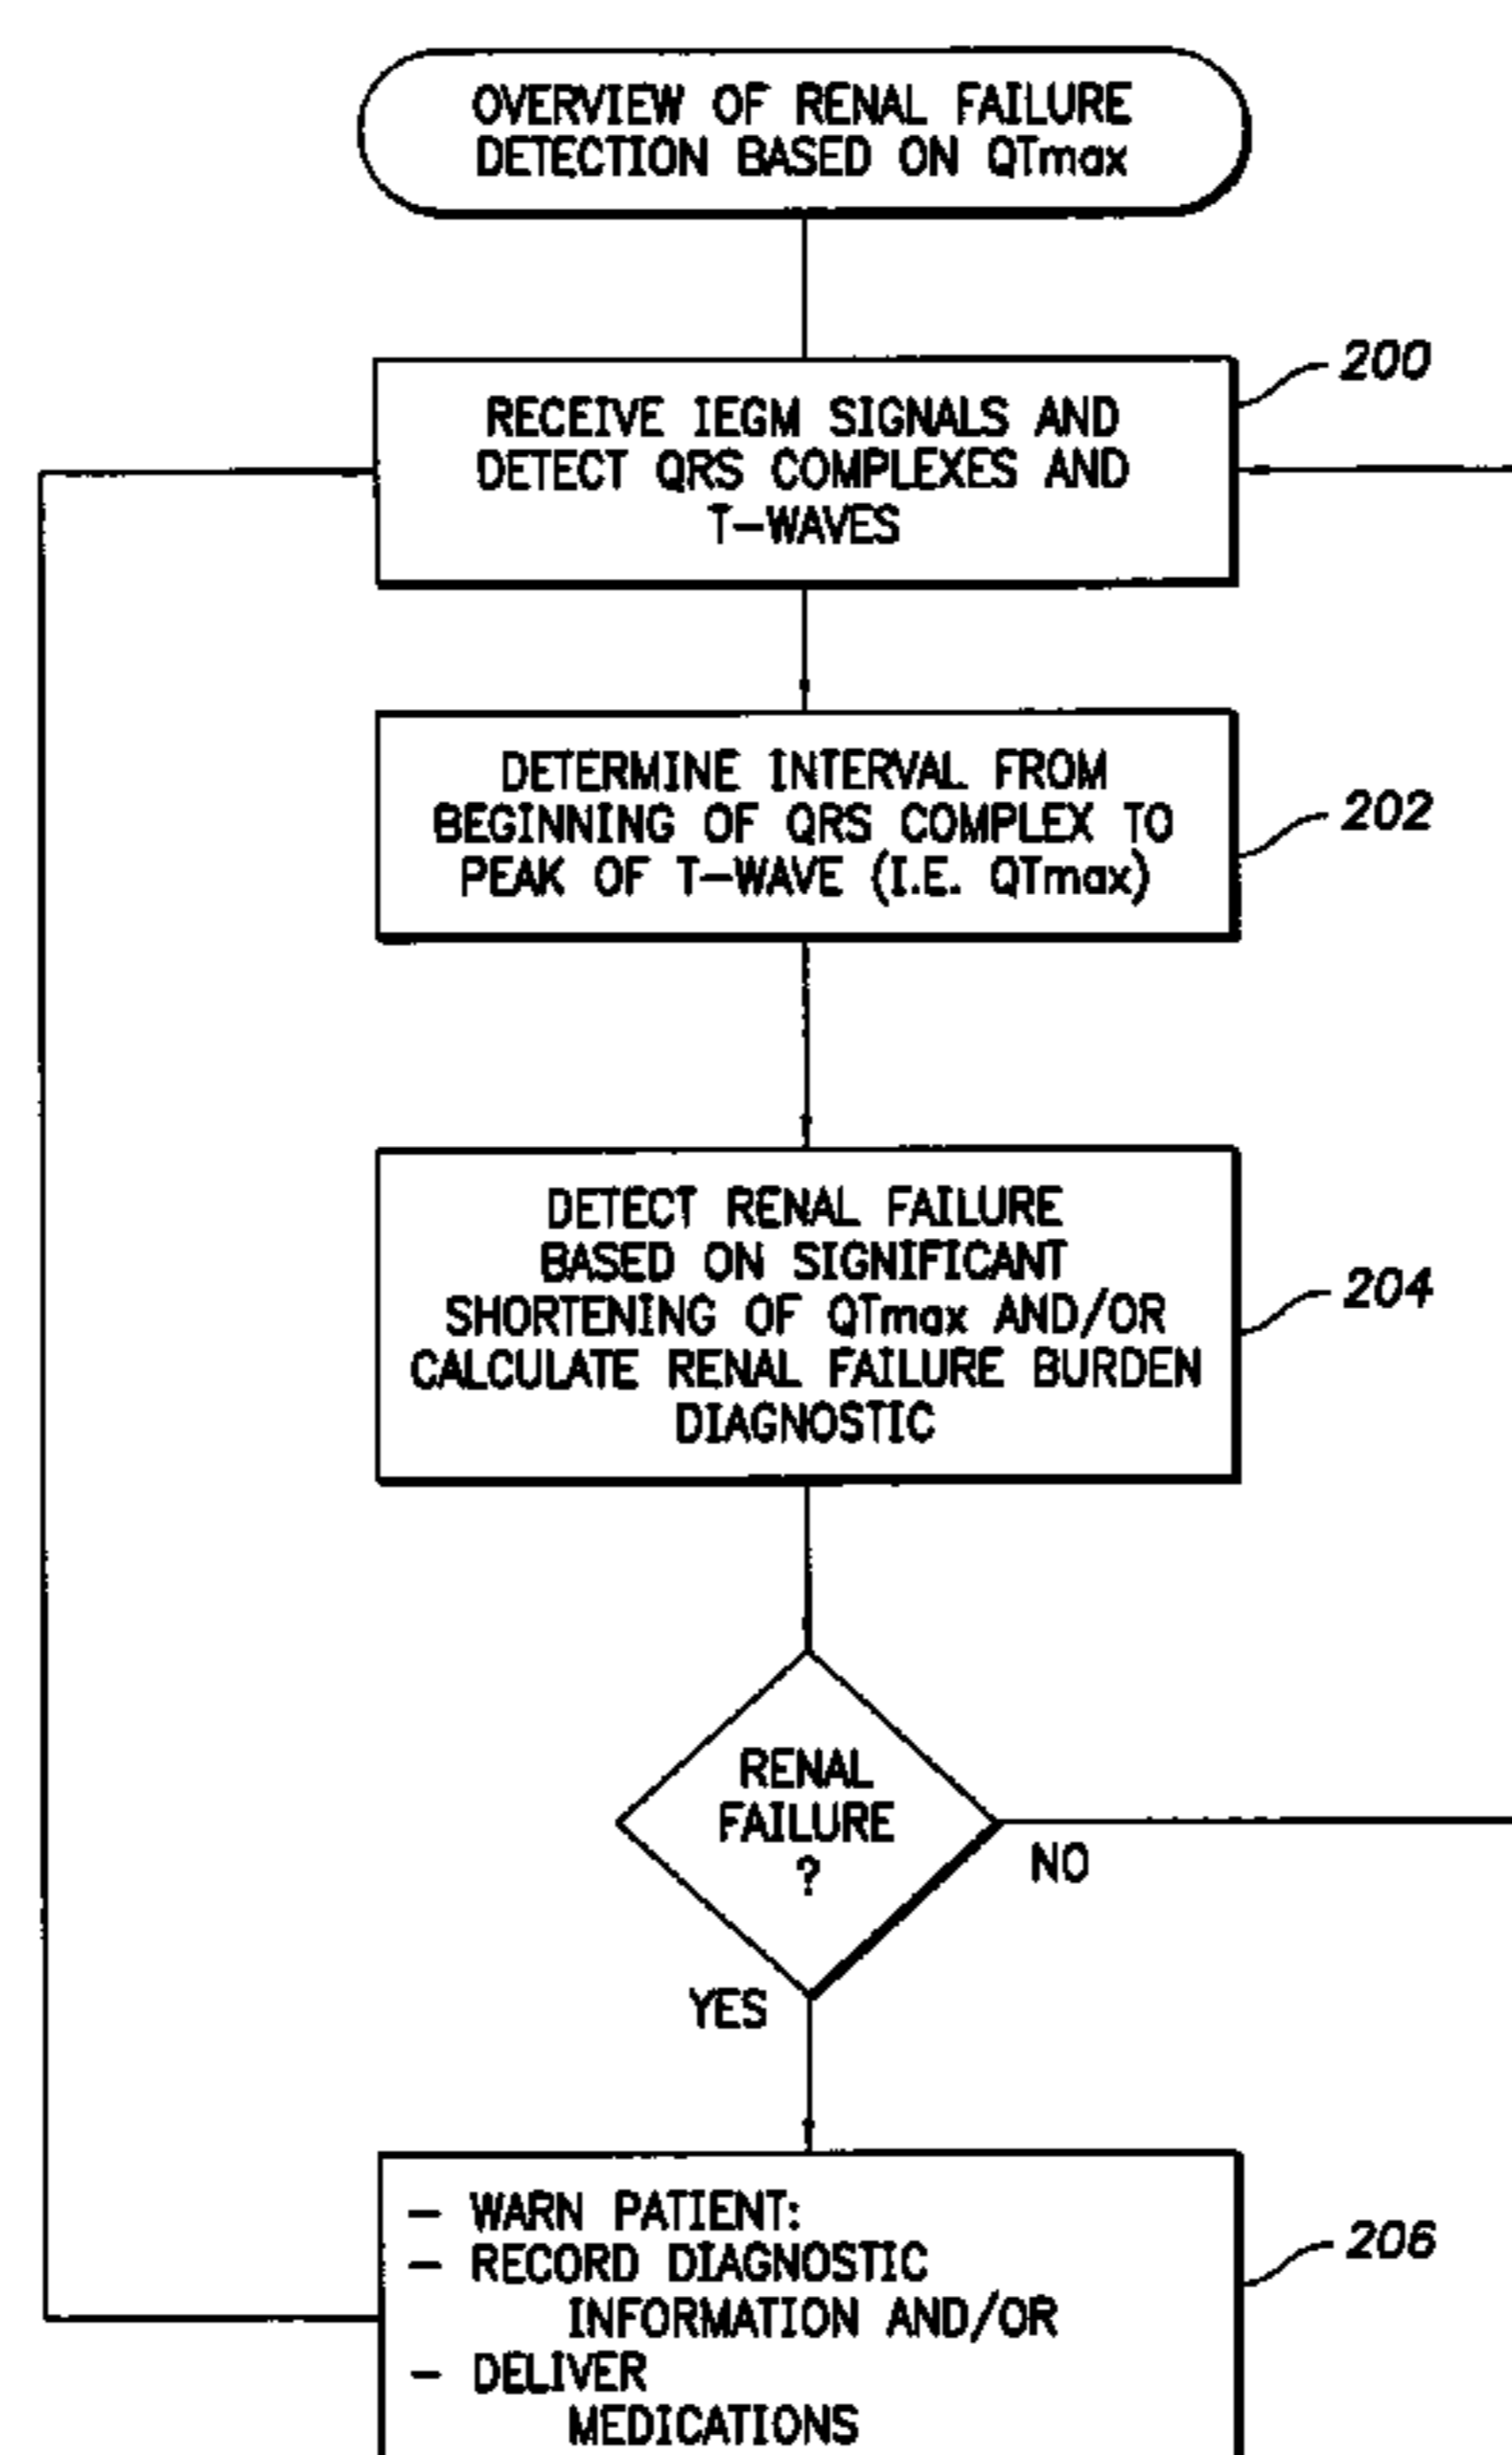 OVERVIEW OF RENAL FAILURE
DETECTION BASED ON QTmax
200
RECEIVE IEGM SIGNALS AND
DETECT QRS COMPLEXES AND
T-WAVES
DETERMINE INTERVAL FROM
BEGINNING OF QRS COMPLEX TO
PEAK OF T-WAVE (I.E. QTmax)
202
DETECT RENAL FAILURE
BASED ON SIGNIFICANT
SHORTENING OF QTmax AND/OR
CALCULATE RENAL FAILURE BURDEN
DIAGNOSTIC
204
RENAL
FAILURE
?
NO
YES
- WARN PATIENT:
- RECORD DIAGNOSTIC
INFORMATION AND/OR
- DELIVER
MEDICATIONS
206